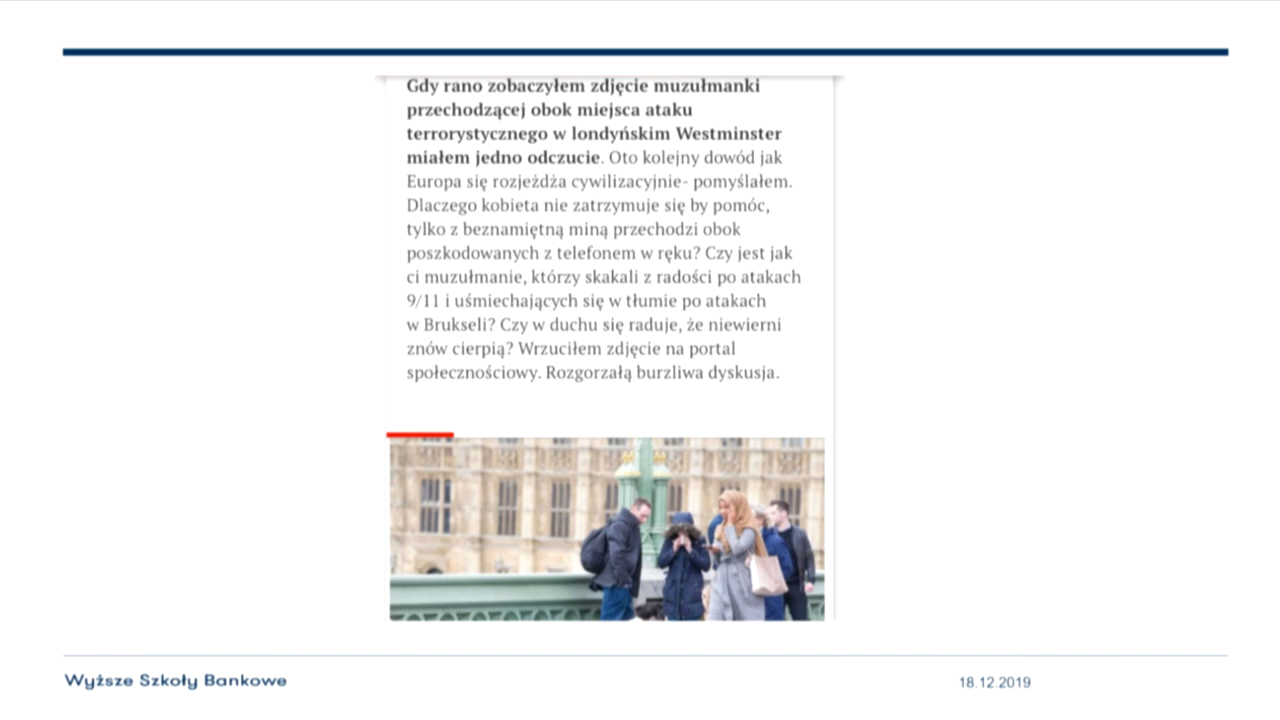 Gdy rano zobaczyłem zdjęcie muzułmanki
przechodzącej obok miejsca ataku
terrorystycznego w londyńskim Westminster
miałem jedno odczucie. Oto kolejny dowód jak
Europa się rozjeżdża cywilizacyjnie- pomyślałem.
Dlaczego kobieta nie zatrzymuje się by pomóc,
tylko z beznamiętną miną przechodzi obok
poszkodowanych z telefonem w ręku? Czy jest jak
ci muzułmanie, którzy skakali z radości po atakach
9/11 i uśmiechających się w tłumie po atakach
w Brukseli? Czy w duchu się raduje, że niewierni
znów cierpią? Wrzuciłem zdjęcie na portal
społecznościowy. Rozgorzałą burzliwa dyskusja.
Wyższe Szkoły Bankowe
18.12.2019